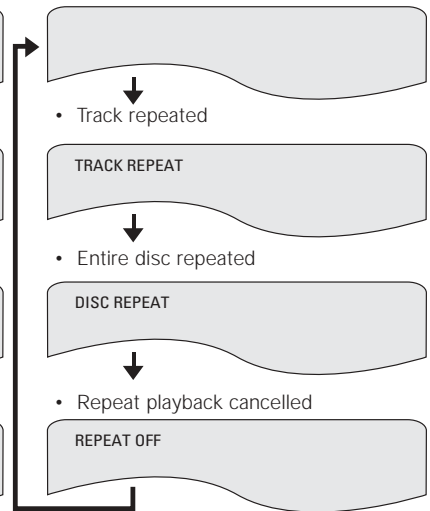 • Track repeated
TRACK REPEAT
• Entire disc repeated
DISC REPEAT
• Repeat playback cancelled
REPEAT OFF